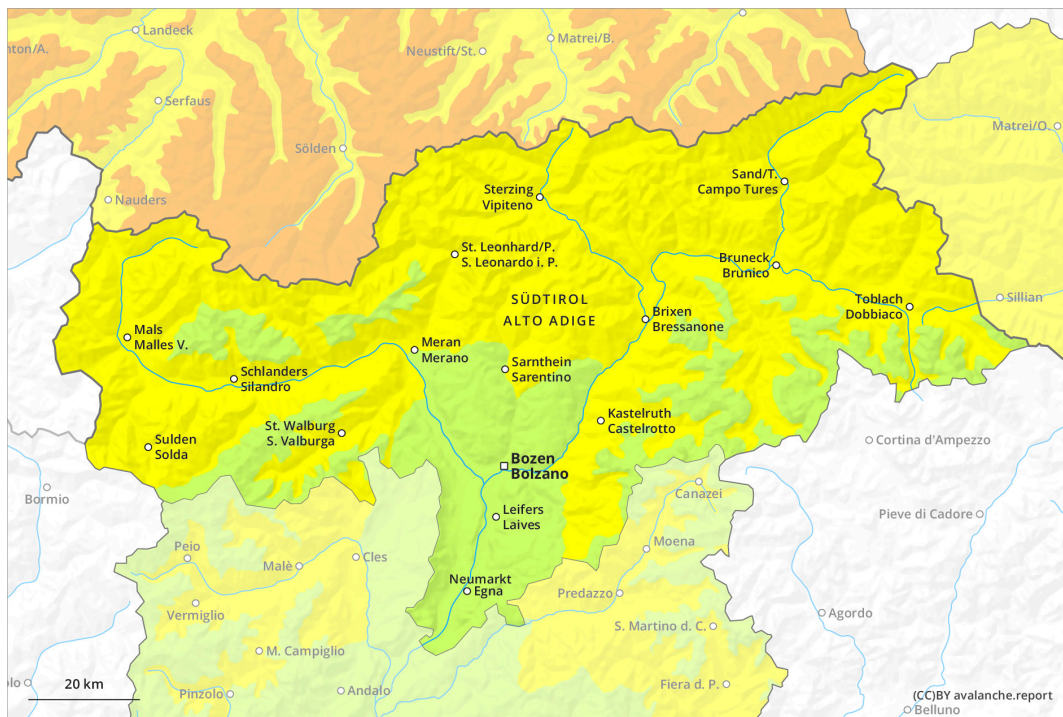 Landeck
Matrei/B.
nton/A.
Neustift/St.
Serfaus
Matrei/O.
Sölden
Sand/T.
Campo Tures
Sterzing
Vipiteno
Nauders
St. Leonhard/P.
S. Leonardo i. P.
Bruneck
Brunico
SÜDTIROL
ALTO ADIGE
Toblach
Dobbiaco
Sillian
Brixen
Bressanone
Mals
Malles V.
Meran
Merano
Sarnthein
Sarentino
Schlanders
Silandro
Kastelruth
Castelrotto
St. Walburg
S. Valburga
Sulden
Solda
Cortina d'Ampezzo
Bozen
Bolzano
Bormio
Canazei
Leifers
Laives
Pieve di Cadore
Moena
Peio
Malè
Cles
Neumarkt
Egna
Predazzo
Vermiglio
Agordo
S. Martino d. C.
M. Campiglio
20 km
lo
Pinzolo
Andalo
Fiera d. P.
(CC)BY avalanche.report
Belluno